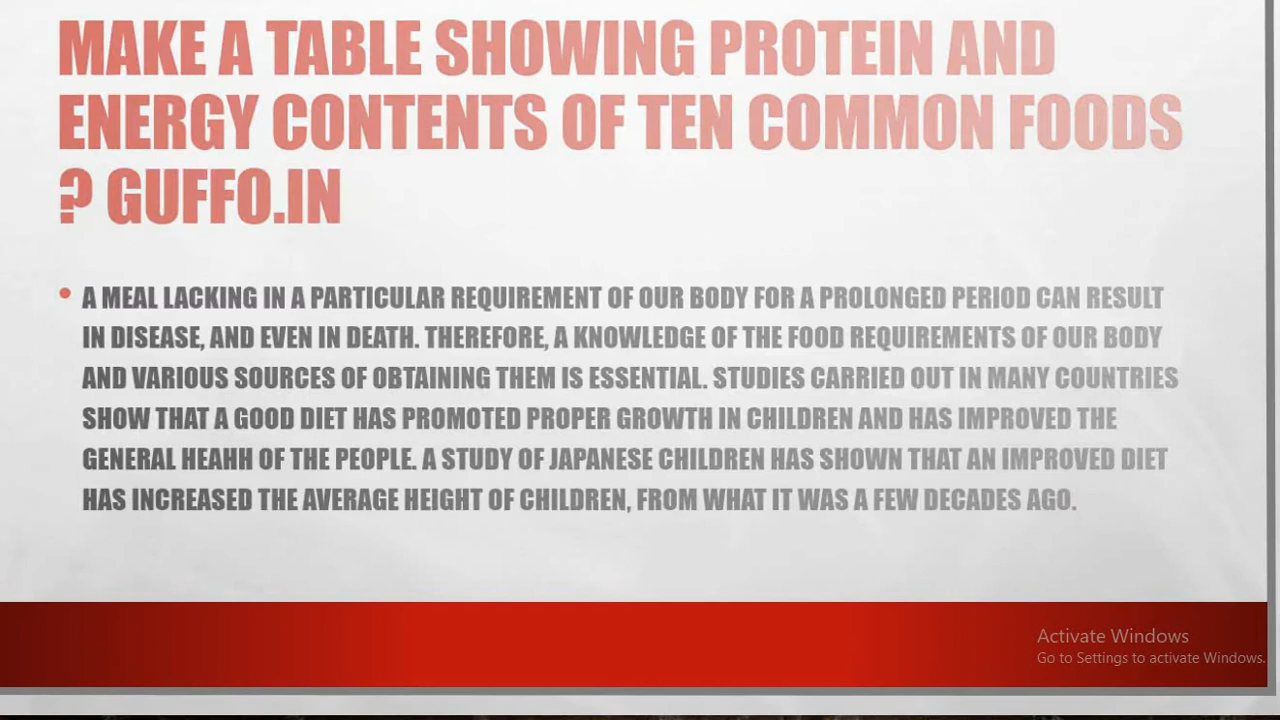 MAKE A TABLE SHOWING PROTEIN AND
ENERGY CONTENTS OF TEN COMMON FOODS
? GUFFO.IN
• A MEAL LACKING IN A PARTICULAR REQUIREMENT OF OUR BODY FOR A PROLONGED PERIOD CAN RESULT
IN DISEASE, AND EVEN IN DEATH. THEREFORE, A KNOWLEDGE OF THE FOOD REQUIREMENTS OF OUR BODY
AND VARIOUS SOURCES OF OBTAINING THEM IS ESSENTIAL. STUDIES CARRIED OUT IN MANY COUNTRIES
SHOW THAT A GOOD DIET HAS PROMOTED PROPER GROWTH IN CHILDREN AND HAS IMPROVED THE
GENERAL HEAHH OF THE PEOPLE. A STUDY OF JAPANESE CHILDREN HAS SHOWN THAT AN IMPROVED DIET
HAS INCREASED THE AVERAGE HEIGHT OF CHILDREN, FROM WHAT IT WAS A FEW DECADES AGO.
Activate Windows
Go to Settings to activate Windows.